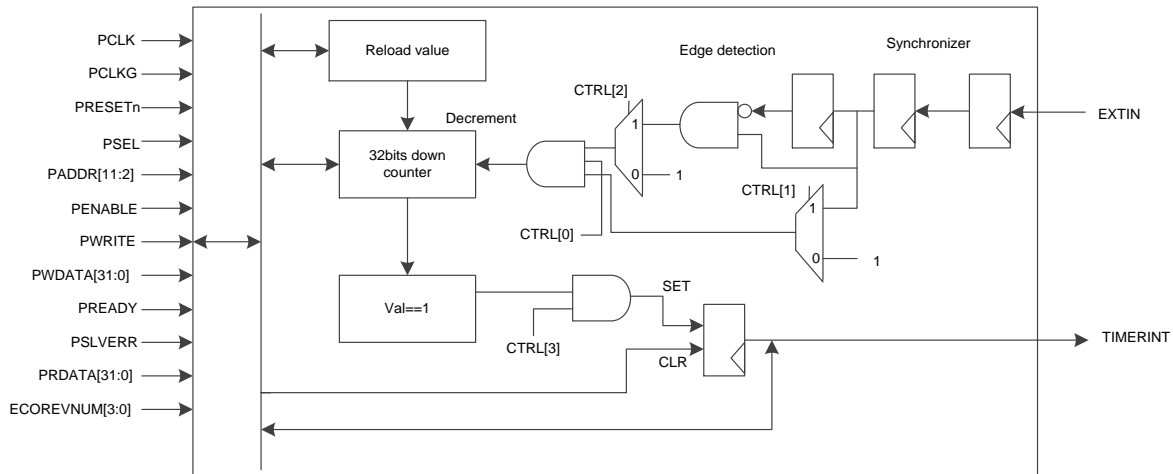 PCLK
PCLKG
PRESETn
PSEL
PADDR[11:2]
PENABLE
PWRITE
PWDATA[31:0]
PREADY
PSLVERR
PRDATA[31:0]
ECOREVNUM[3:0]
Reload value
Edge detection
Synchronizer
CTRL[2]
EXTIN
Decrement
1
32bits down
counter
0
1
CTRL[1]
1
CTRL[0]
0
1
Val==1
SET
CTRL[3]
CLR
TIMERINT